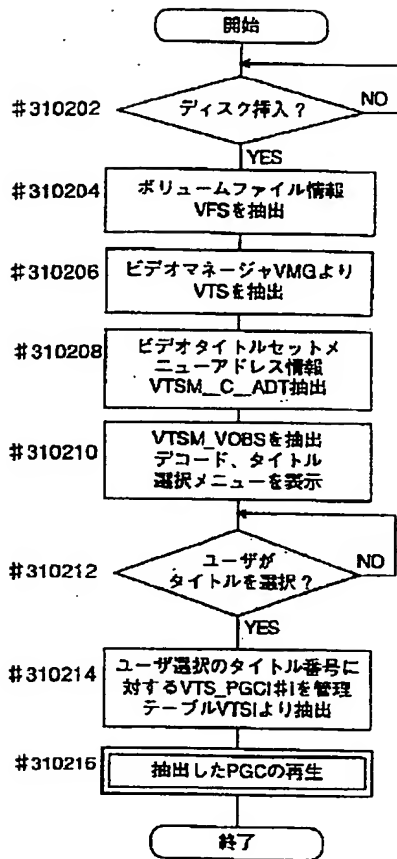 開始
#310202
ディスク挿入?
NO
YES
#310204
ボリュームファイル情報
VFSを抽出
#310206
ビデオマネージャVMGより
VTSを抽出
#310208
ビデオタイトルセットメ
ニューアドレス情報
VTSM__C__ADT抽出
#310210
VTSM_VOBSを抽出
デコード、タイトル
選択メニューを表示
#310212
ユーザが
タイトルを選択?
NO
YES
#310214
ユーザ選択のタイトル番号に
対するVTS_PGCI#iを管理
テーブルVTSIより抽出
#310216
抽出したPGCの再生
終了